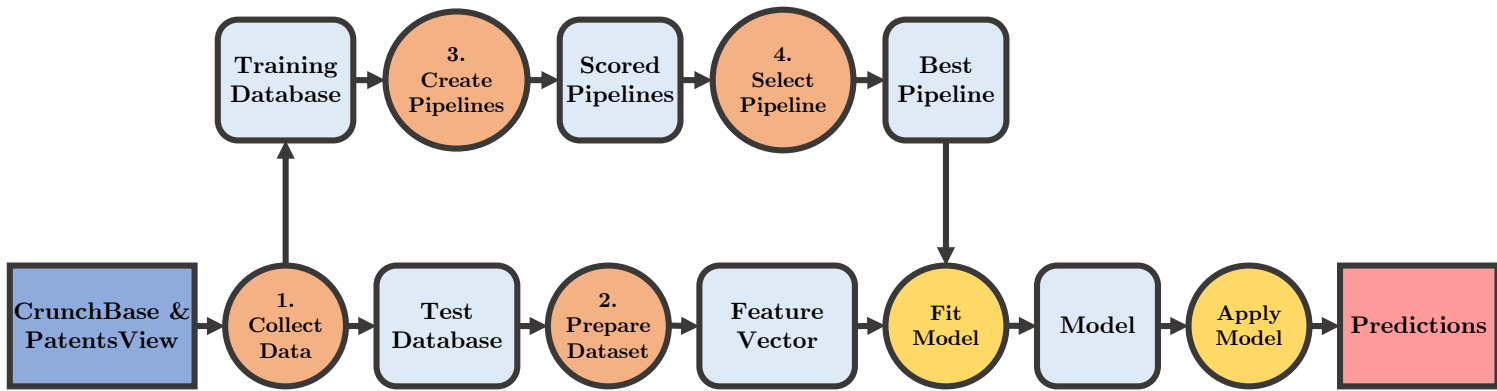 Training
Database
3.
Create
Pipelines
Scored
Pipelines
4.
Select
Pipeline
Best
Pipeline
CrunchBase &
PatentsView
1.
Collect
Data
Test
Database
2.
Prepare
Dataset
Feature
Vector
Fit
Model
Model
Apply
Model
Predictions